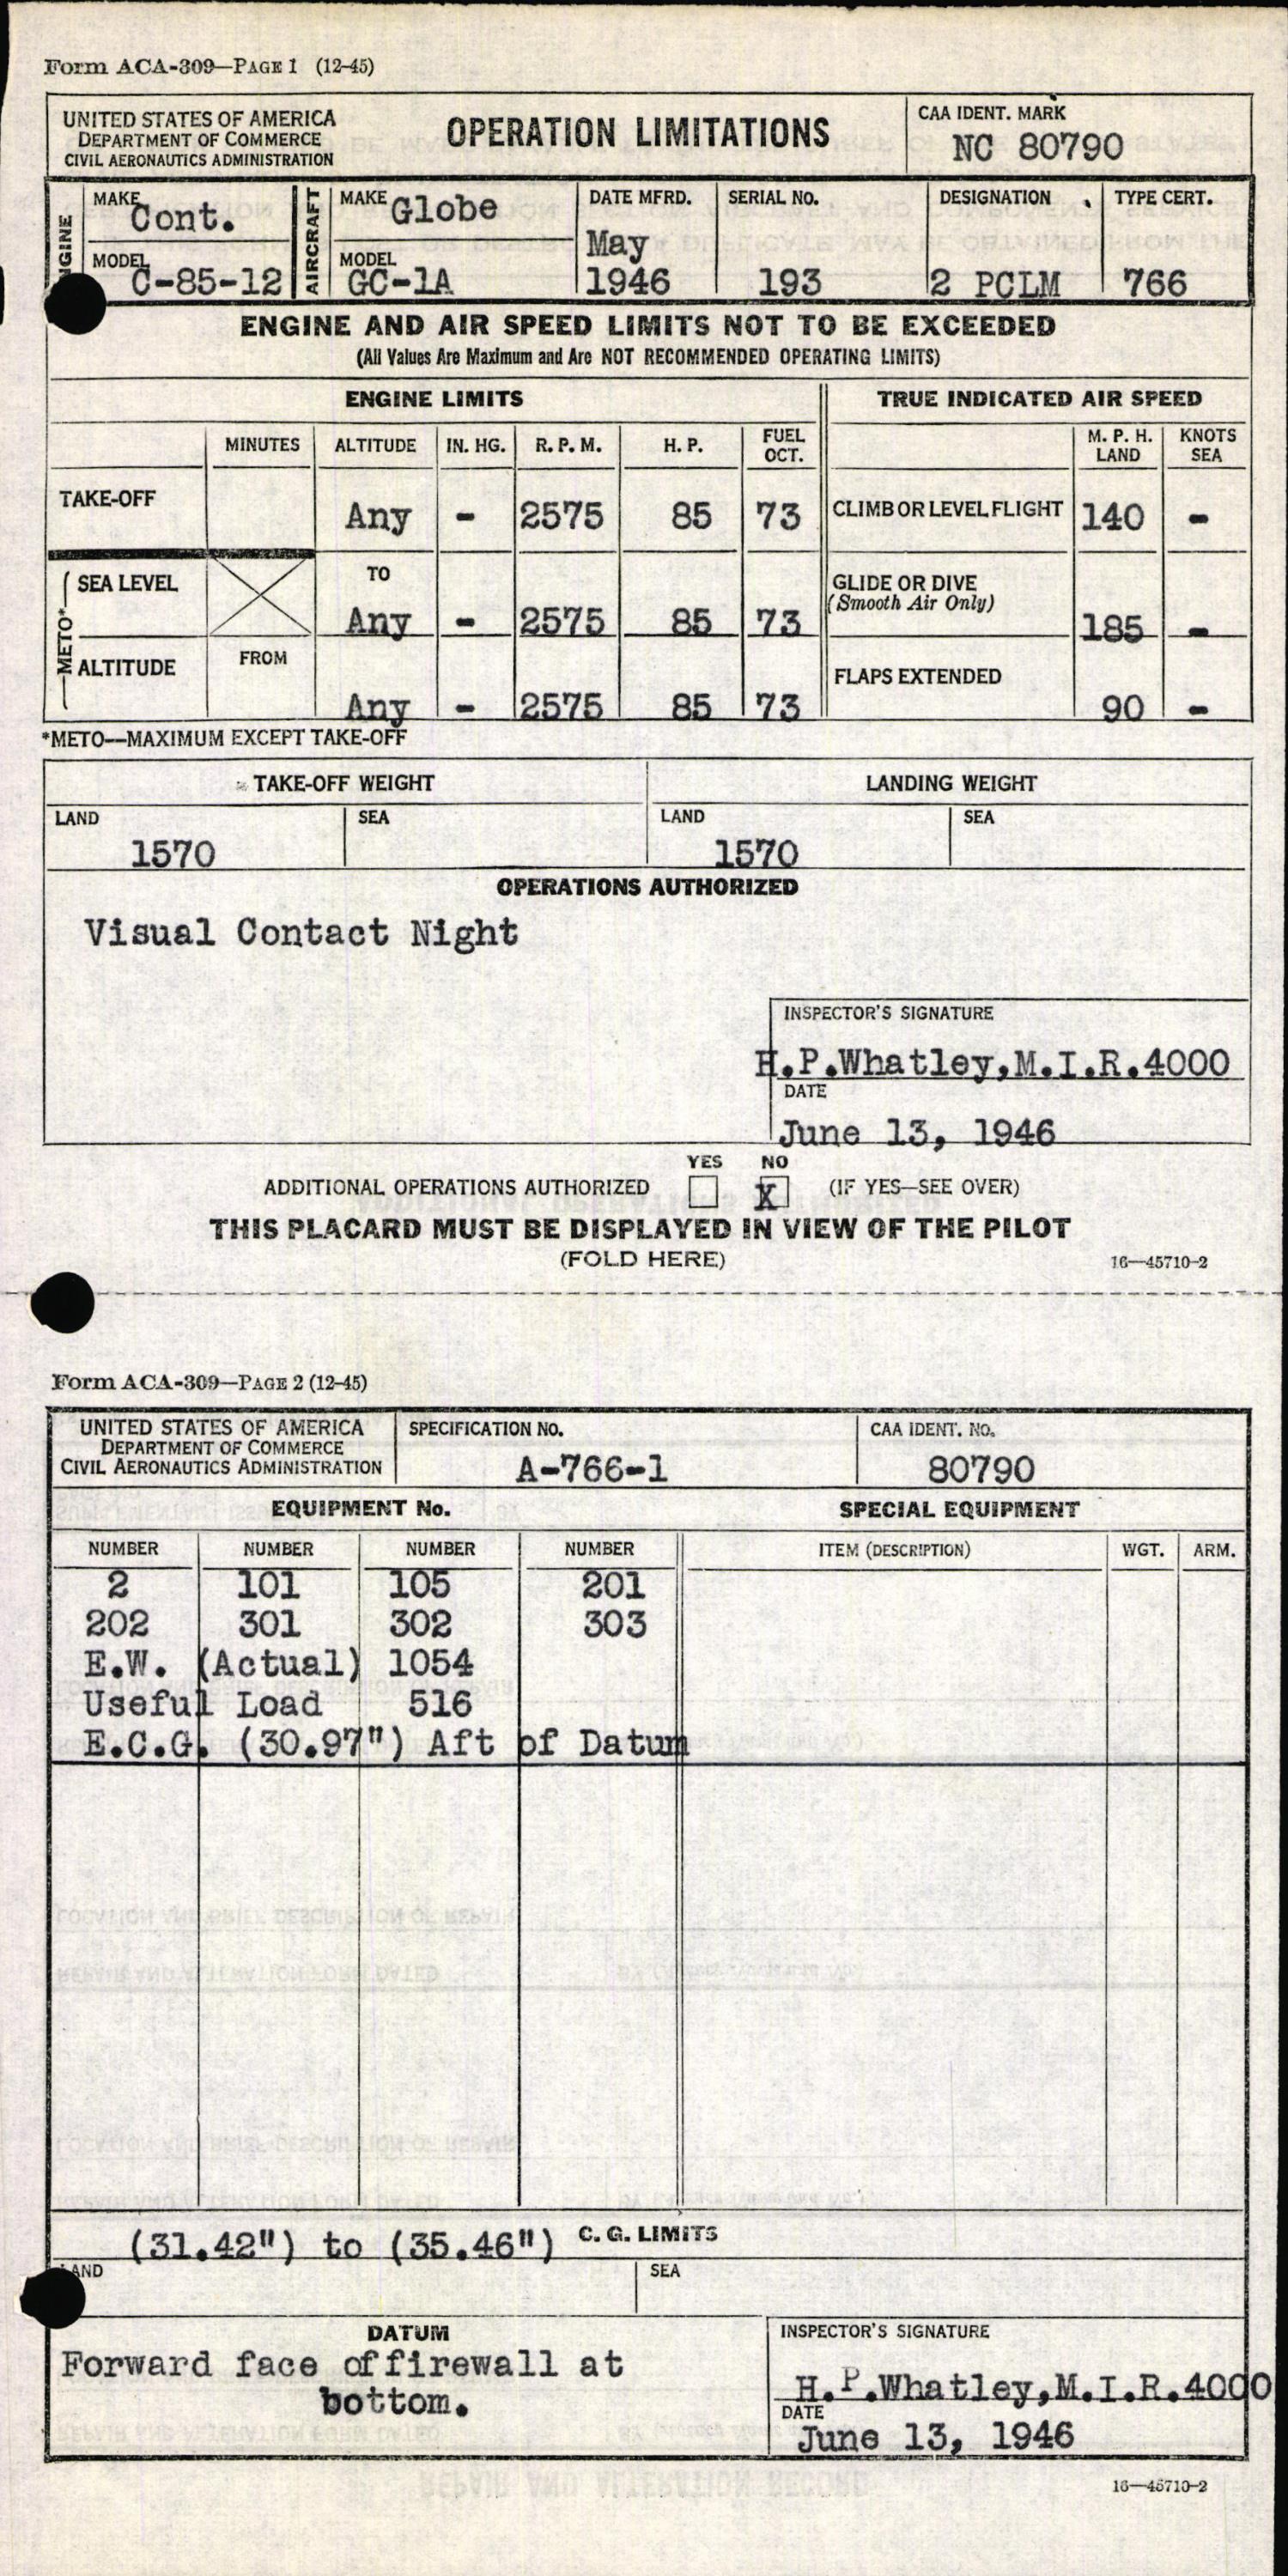 Form ACA-309—PAGE 1 (12-45)
UNITED STATES OF AMERICA
DEPARTMENT OF COMMERCE
CIVIL AERONAUTICS ADMINISTRATION
OPERATION LIMITATIONS
CAA IDENT. MARK
NC 80790
MAKE Cont.
MODEL C-85-12
AIRCRAFT
MAKE Globe
MODEL GC-1A
DATE MFRD.
May
1946
SERIAL NO.
193
DESIGNATION
2 PCLM
TYPE CERT.
766
ENGINE AND AIR SPEED LIMITS NOT TO BE EXCEEDED
(All Values Are Maximum and Are NOT RECOMMENDED OPERATING LIMITS)
ENGINE LIMITS TRUE INDICATED AIR SPEED
MINUTES ALTITUDE IN. HG. R. P. M. H. P. FUEL OCT. M. P. H. LAND KNOTS SEA
TAKE-OFF Any - 2575 85 73 CLIMB OR LEVEL FLIGHT 140 -
METO*
SEA LEVEL TO Any - 2575 85 73 GLIDE OR DIVE (Smooth Air Only) 185 -
ALTITUDE FROM Any - 2575 85 73 FLAPS EXTENDED 90 -
*METO—MAXIMUM EXCEPT TAKE-OFF
TAKE-OFF WEIGHT LANDING WEIGHT
LAND SEA LAND SEA
1570 1570
OPERATIONS AUTHORIZED
Visual Contact Night
INSPECTOR'S SIGNATURE
H.P.Whatley,M.I.R.4000
DATE
June 13, 1946
YES NO
ADDITIONAL OPERATIONS AUTHORIZED X (IF YES—SEE OVER)
THIS PLACARD MUST BE DISPLAYED IN VIEW OF THE PILOT
(FOLD HERE) 16—45710-2
Form ACA-309—PAGE 2 (12-45)
UNITED STATES OF AMERICA
DEPARTMENT OF COMMERCE
CIVIL AERONAUTICS ADMINISTRATION
SPECIFICATION NO.
A-766-1
CAA IDENT. NO.
80790
EQUIPMENT No. SPECIAL EQUIPMENT
NUMBER NUMBER NUMBER NUMBER ITEM (DESCRIPTION) WGT. ARM.
2 101 105 201
202 301 302 303
E.W. (Actual) 1054
Useful Load 516
E.C.G. (30.97") Aft of Datum
(31.42") to (35.46") C. G. LIMITS
SEA
DATUM
Forward face of firewall at
bottom.
INSPECTOR'S SIGNATURE
H.P.Whatley,M.I.R.4000
DATE
June 13, 1946
16—45710-2